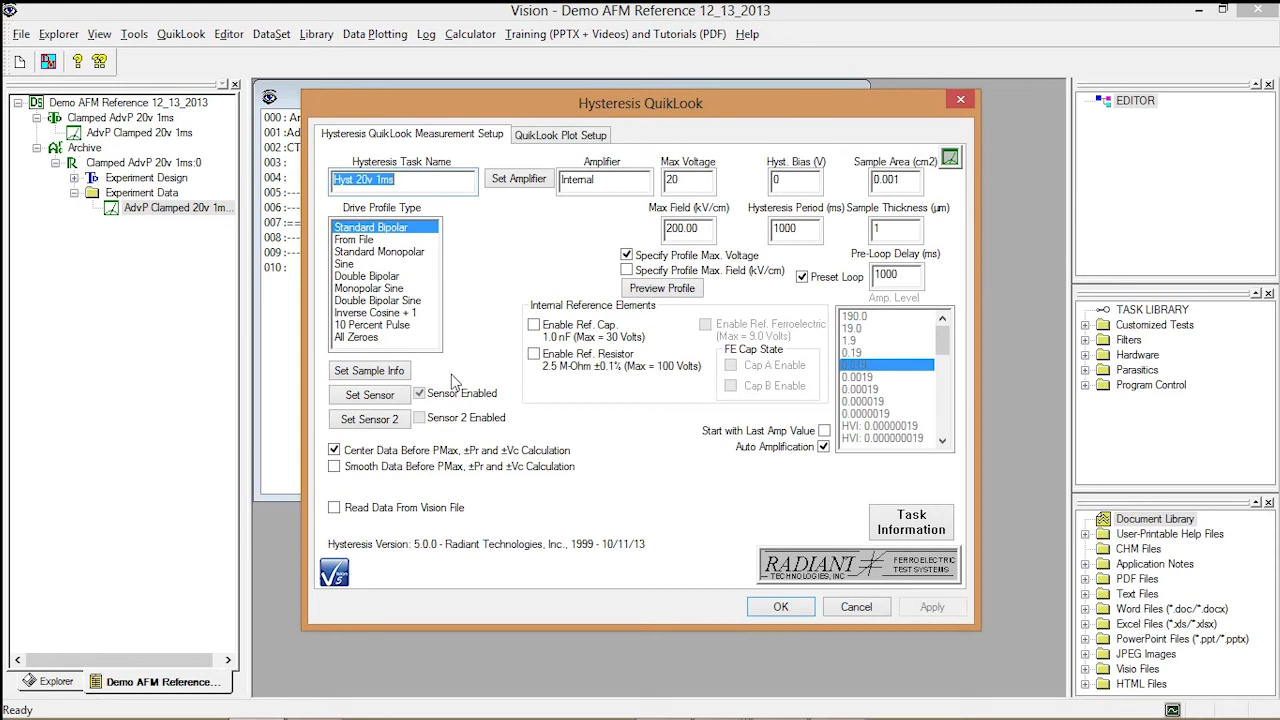 Vision - Demo AFM Reference 12_13_2013
File Explorer View Tools QuikLook Editor DataSet Library Data Plotting Log Calculator Training (PPTX + Videos) and Tutorials (PDF) Help
Demo AFM Reference 12_13_2013
Clamped AdvP 20v 1ms
AdvP Clamped 20v 1ms
Archive
Clamped AdvP 20v 1ms:0
Experiment Design
Experiment Data
AdvP Clamped 20v 1m...
Explorer
Demo AFM Reference...
Ready
000:
001:Ad
002:CT
003:
004:
005:---
006:--
007:==
008:---
009:--
010:
Hysteresis QuikLook
Hysteresis QuikLook Measurement Setup
QuikLook Plot Setup
Hysteresis Task Name
Hyst 20v 1ms
Set Amplifier
Amplifier
Internal
Max Voltage
20
Hyst. Bias (V)
0
Sample Area (cm2)
0.001
Max Field (kV/cm)
200.00
Hysteresis Period (ms)
1000
Sample Thickness (µm)
1
Drive Profile Type
Standard Bipolar
From File
Standard Monopolar
Sine
Double Bipolar
Monopolar Sine
Double Bipolar Sine
Inverse Cosine + 1
10 Percent Pulse
All Zeroes
Specify Profile Max. Voltage
Specify Profile Max. Field (kV/cm)
Preview Profile
Pre-Loop Delay (ms)
Preset Loop
1000
Internal Reference Elements
Enable Ref. Cap.
1.0 nF (Max = 30 Volts)
Enable Ref. Resistor
2.5 M-Ohm ±0.1% (Max = 100 Volts)
Enable Ref. Ferroelectric
(Max = 9.0 Volts)
FE Cap State
Cap A Enable
Cap B Enable
Amp. Level
190.0
19.0
1.9
0.19
0.019
0.0019
0.00019
0.000019
0.0000019
HVI: 0.00000019
HVI: 0.000000019
Set Sample Info
Set Sensor
Sensor Enabled
Set Sensor 2
Sensor 2 Enabled
Start with Last Amp Value
Auto Amplification
Center Data Before PMax, ±Pr and ±Vc Calculation
Smooth Data Before PMax, ±Pr and ±Vc Calculation
Read Data From Vision File
Task
Information
Hysteresis Version: 5.0.0 - Radiant Technologies, Inc., 1999 - 10/11/13
RADIANT
TECHNOLOGIES, INC
FERROELECTRIC
TEST SYSTEMS
OK
Cancel
Apply
EDITOR
TASK LIBRARY
Customized Tests
Filters
Hardware
Parasitics
Program Control
Document Library
User-Printable Help Files
CHM Files
Application Notes
PDF Files
Text Files
Word Files (*.doc/*.docx)
Excel Files (*.xls/*.xlsx)
PowerPoint Files (*.ppt/*.pptx)
JPEG Images
Visio Files
HTML Files